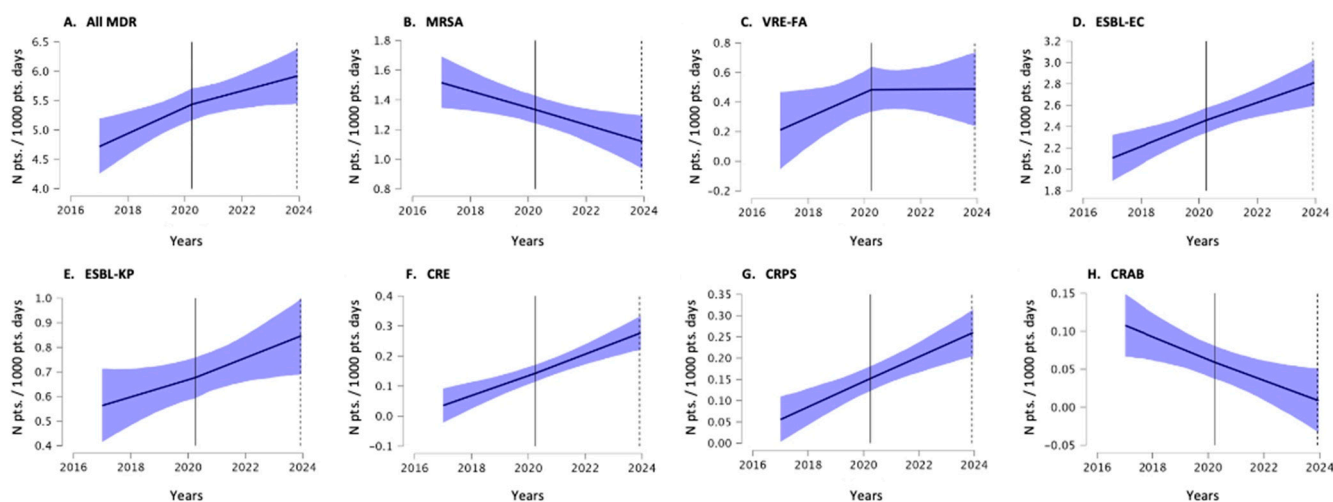 A. All MDR
N pts. / 1000 pts. days
6.5
6.0
5.5
5.0
4.5
4.0
2016 2018 2020 2022 2024
Years
B. MRSA
N pts. / 1000 pts. days
1.8
1.6
1.4
1.2
1.0
0.8
2016 2018 2020 2022 2024
Years
C. VRE-FA
N pts. / 1000 pts. days
0.8
0.6
0.4
0.2
0.0
−0.2
2016 2018 2020 2022 2024
Years
D. ESBL-EC
N pts. / 1000 pts. days
3.2
3.0
2.8
2.6
2.4
2.2
2.0
1.8
2016 2018 2020 2022 2024
Years
E. ESBL-KP
N pts. / 1000 pts. days
1.0
0.9
0.8
0.7
0.6
0.5
0.4
2016 2018 2020 2022 2024
Years
F. CRE
N pts. / 1000 pts. days
0.4
0.3
0.2
0.1
0.0
−0.1
2016 2018 2020 2022 2024
Years
G. CRPS
N pts. / 1000 pts. days
0.35
0.30
0.25
0.20
0.15
0.10
0.05
0.00
2016 2018 2020 2022 2024
Years
H. CRAB
N pts. / 1000 pts. days
0.15
0.10
0.05
0.00
−0.05
2016 2018 2020 2022 2024
Years